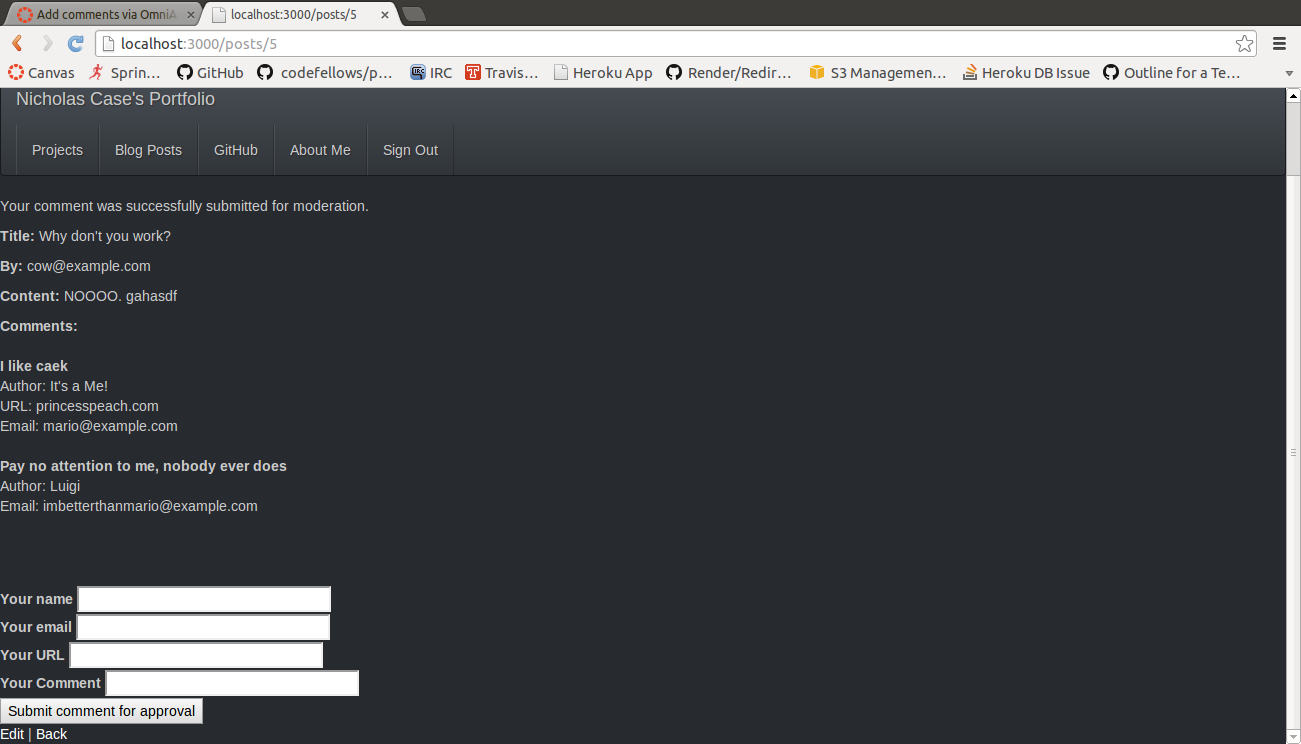 Add comments via OmniA
localhost:3000/posts/5
localhost:3000/posts/5
Canvas Sprin... GitHub codefellows/p... IRC Travis... Heroku App Render/Redir... S3 Managemen... Heroku DB Issue Outline for a Te...
Nicholas Case's Portfolio
Projects Blog Posts GitHub About Me Sign Out
Your comment was successfully submitted for moderation.
Title: Why don't you work?
By: cow@example.com
Content: NOOOO. gahasdf
Comments:
I like caek
Author: It's a Me!
URL: princesspeach.com
Email: mario@example.com
Pay no attention to me, nobody ever does
Author: Luigi
Email: imbetterthanmario@example.com
Your name
Your email
Your URL
Your Comment
Submit comment for approval
Edit | Back